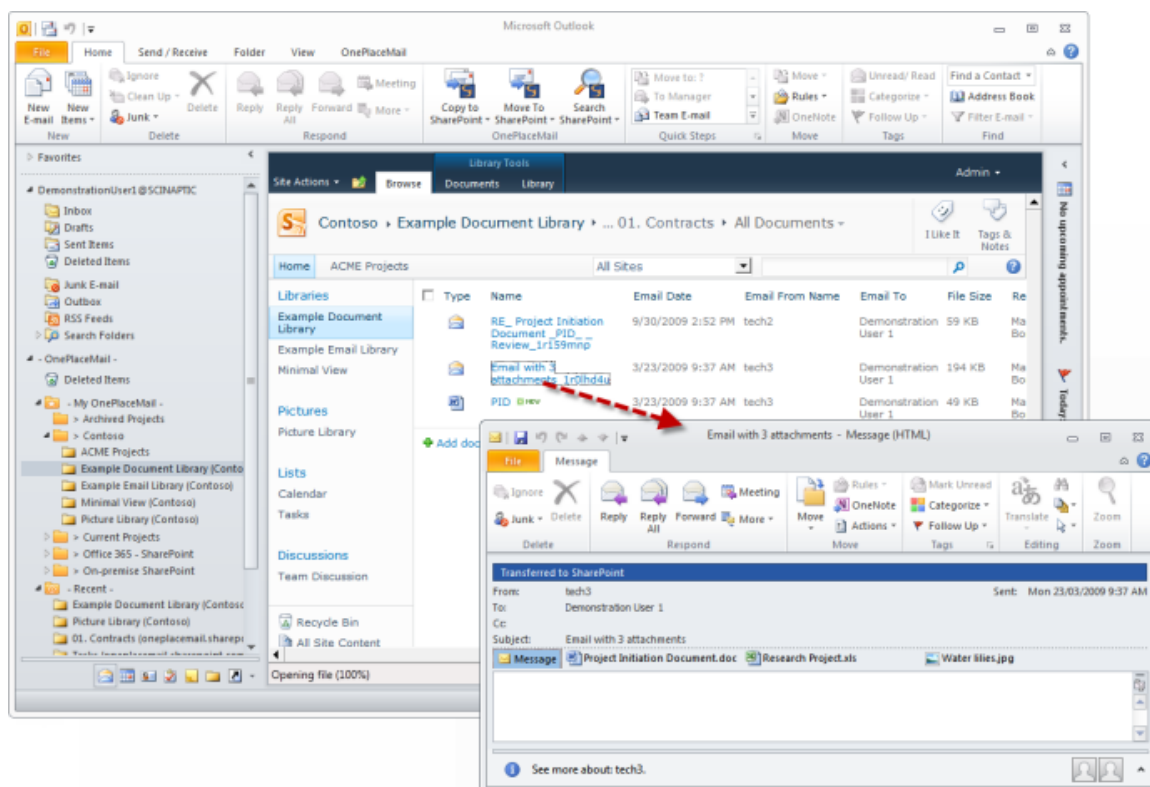 Microsoft Outlook
File Home Send / Receive Folder View OnePlaceMail
Ignore
Clean Up
Junk
Delete
Meeting
More
Move to: ?
To Manager
Team E-mail
Move
Rules
OneNote
Unread/ Read
Categorize
Follow Up
Find a Contact
Address Book
Filter E-mail
New E-mail
New Items
Reply
Reply All
Forward
Copy to SharePoint
Move To SharePoint
Search SharePoint
New Delete Respond OnePlaceMail Quick Steps Move Tags Find
Favorites
DemonstrationUser1@SCINAPTIC
Inbox
Drafts
Sent Items
Deleted Items
Junk E-mail
Outbox
RSS Feeds
Search Folders
- OnePlaceMail -
Deleted Items
- My OnePlaceMail -
> Archived Projects
> Contoso
ACME Projects
Example Document Library (Conto
Example Email Library (Contoso)
Minimal View (Contoso)
Picture Library (Contoso)
> Current Projects
> Office 365 - SharePoint
> On-premise SharePoint
- Recent -
Example Document Library (Contoso
Picture Library (Contoso)
01. Contracts (oneplacemail.sharepo
Library Tools
Site Actions Browse Documents Library
Admin
Contoso Example Document Library ... 01. Contracts All Documents
I Like It
Tags & Notes
Home ACME Projects All Sites
Libraries
Example Document
Library
Example Email Library
Minimal View
Pictures
Picture Library
Lists
Calendar
Tasks
Discussions
Team Discussion
Recycle Bin
All Site Content
Type Name Email Date Email From Name Email To File Size Re
RE_ Project Initiation 9/30/2009 2:52 PM tech2 Demonstration 59 KB Ma
Document _PID_ _ User 1 Bo
Review_1r159mnp
Email with 3 3/23/2009 9:37 AM tech3 Demonstration 194 KB Ma
attachments_1r0lhd4u User 1 Bo
PID rev 3/23/2009 9:37 AM tech3 Demonstration 49 KB Ma
User 1 Bo
Add doc
Opening file (100%)
No upcoming appointments.
Today:
Email with 3 attachments - Message (HTML)
File Message
Ignore
Junk
Delete
Reply
Reply All
Forward
Meeting
More
Move
Rules
OneNote
Actions
Mark Unread
Categorize
Follow Up
Translate
Zoom
Delete Respond Move Tags Editing Zoom
Transferred to SharePoint
From: tech3 Sent: Mon 23/03/2009 9:37 AM
To: Demonstration User 1
Cc:
Subject: Email with 3 attachments
Message Project Initiation Document.doc Research Project.xls Water lilies.jpg
See more about: tech3.